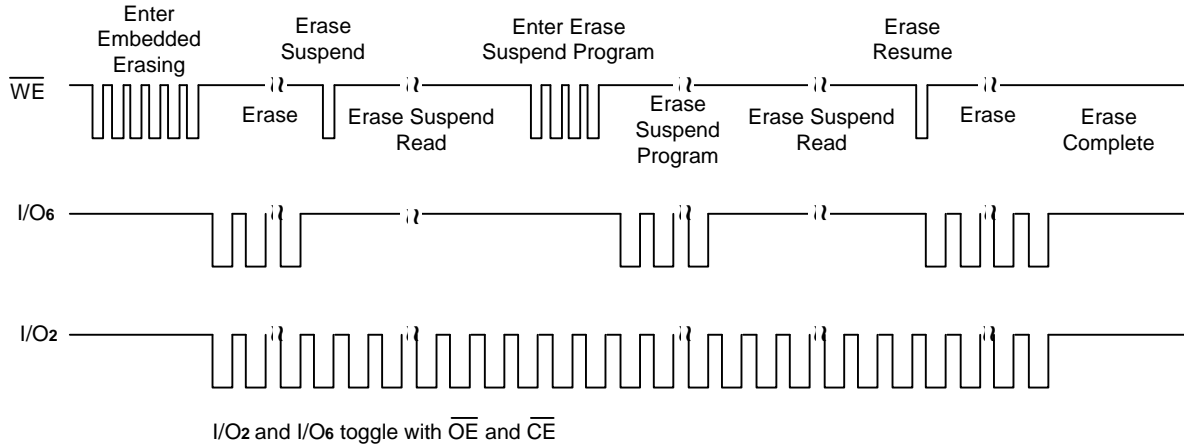 Enter
Embedded
Erasing
Erase
Suspend
Enter Erase
Suspend Program
Erase
Resume
WE
Erase
Erase Suspend
Read
Erase
Suspend
Program
Erase Suspend
Read
Erase
Erase
Complete
I/O6
I/O2
I/O2 and I/O6 toggle with OE and CE